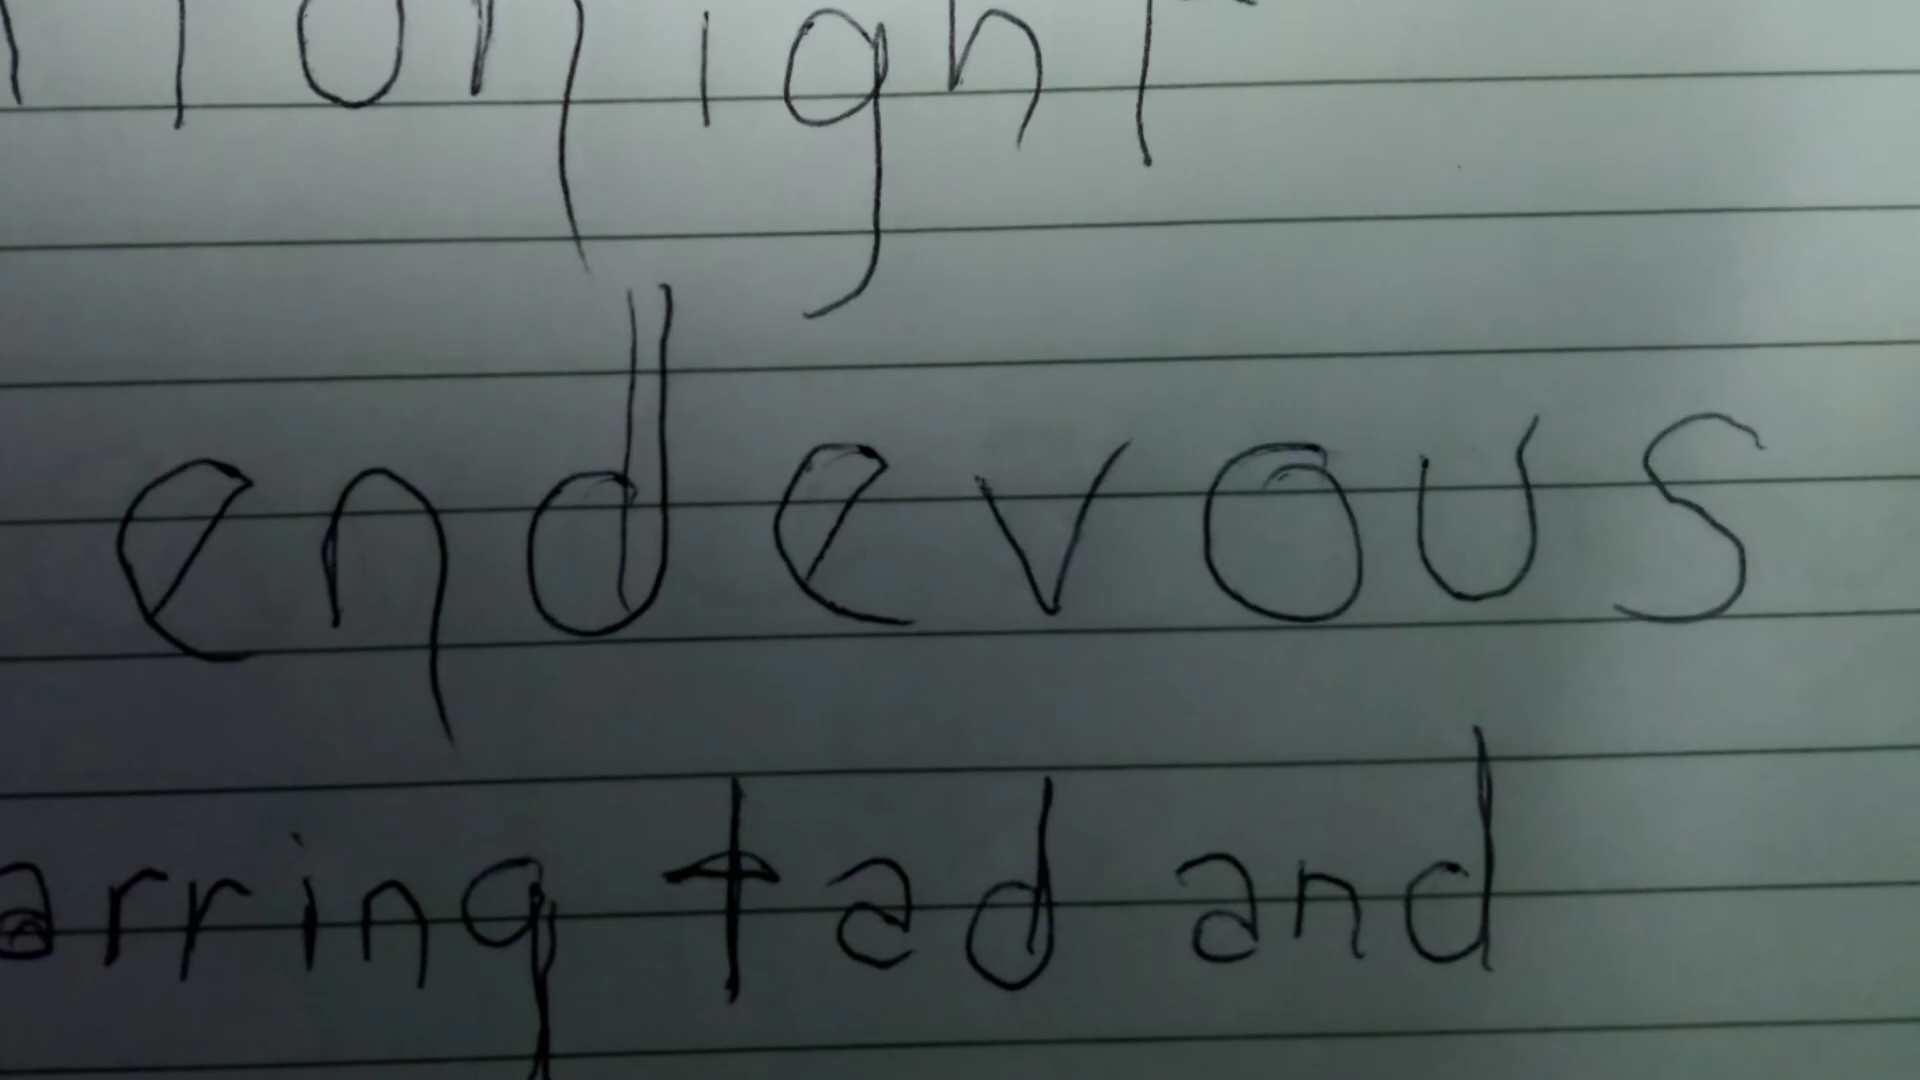 tonight
endevous
arring tad and